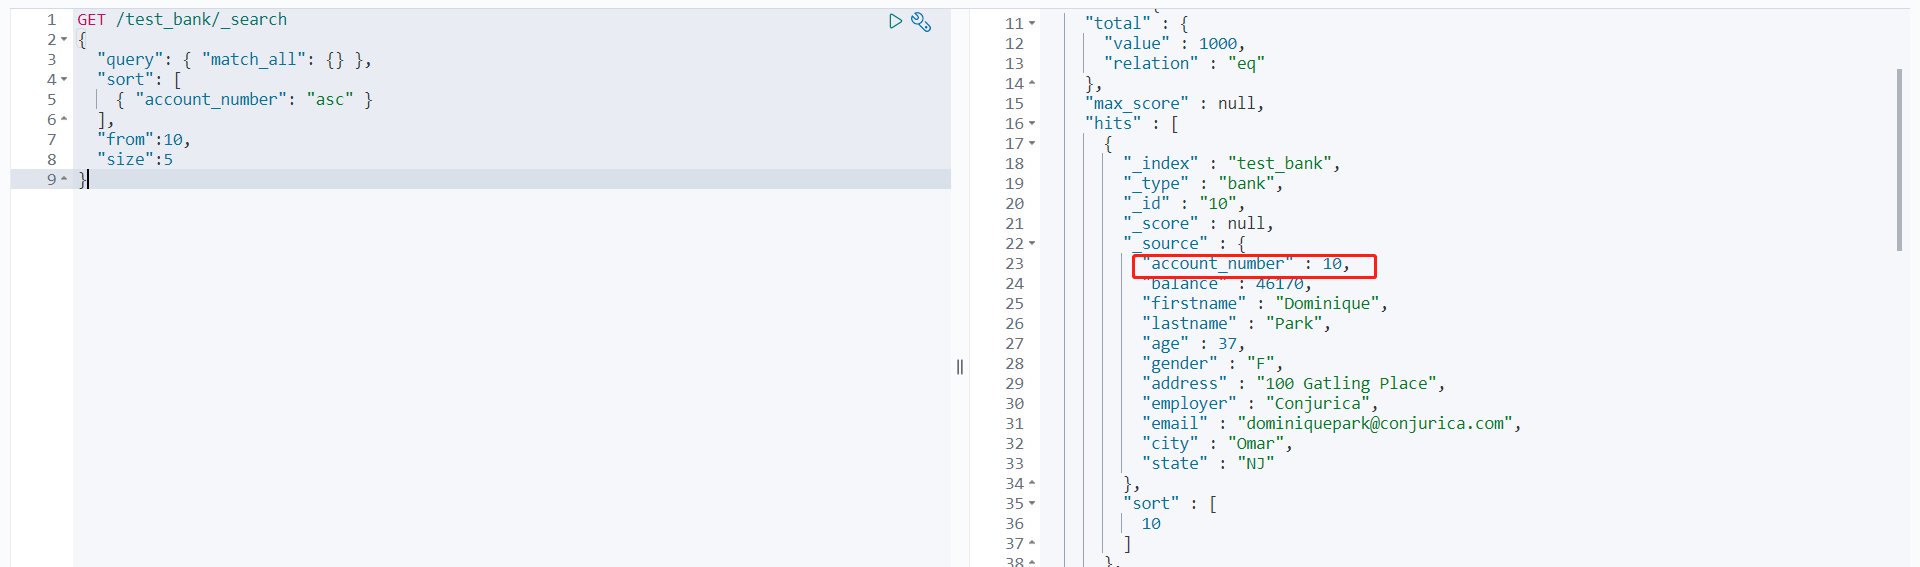 1 GET /test_bank/_search
2 {
3 "query": { "match_all": {} },
4 "sort": [
5 { "account_number": "asc" }
6 ],
7 "from":10,
8 "size":5
9 }
11 "total" : {
12 "value" : 1000,
13 "relation" : "eq"
14 },
15 "max_score" : null,
16 "hits" : [
17 {
18 "_index" : "test_bank",
19 "_type" : "bank",
20 "_id" : "10",
21 "_score" : null,
22 "_source" : {
23 "account_number" : 10,
24 "balance" : 46170,
25 "firstname" : "Dominique",
26 "lastname" : "Park",
27 "age" : 37,
28 "gender" : "F",
29 "address" : "100 Gatling Place",
30 "employer" : "Conjurica",
31 "email" : "dominiquepark@conjurica.com",
32 "city" : "Omar",
33 "state" : "NJ"
34 },
35 "sort" : [
36 10
37 ]
38 },